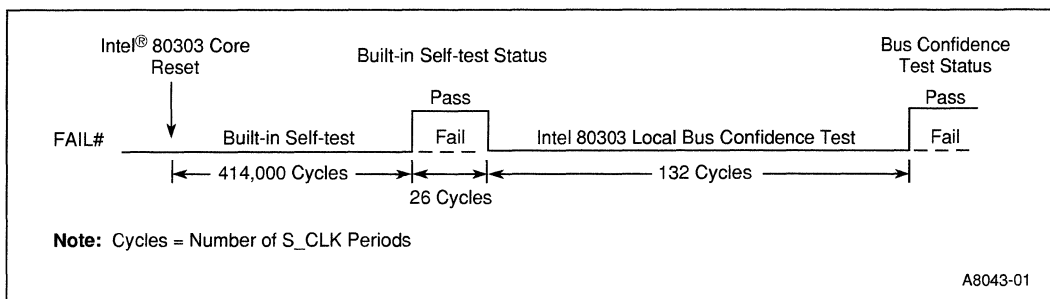 Intel® 80303 Core
Reset
Built-in Self-test Status
Bus Confidence
Test Status
Pass
Pass
FAIL#
Built-in Self-test
Fail
Intel 80303 Local Bus Confidence Test
Fail
414,000 Cycles
132 Cycles
26 Cycles
Note: Cycles = Number of S_CLK Periods
A8043-01